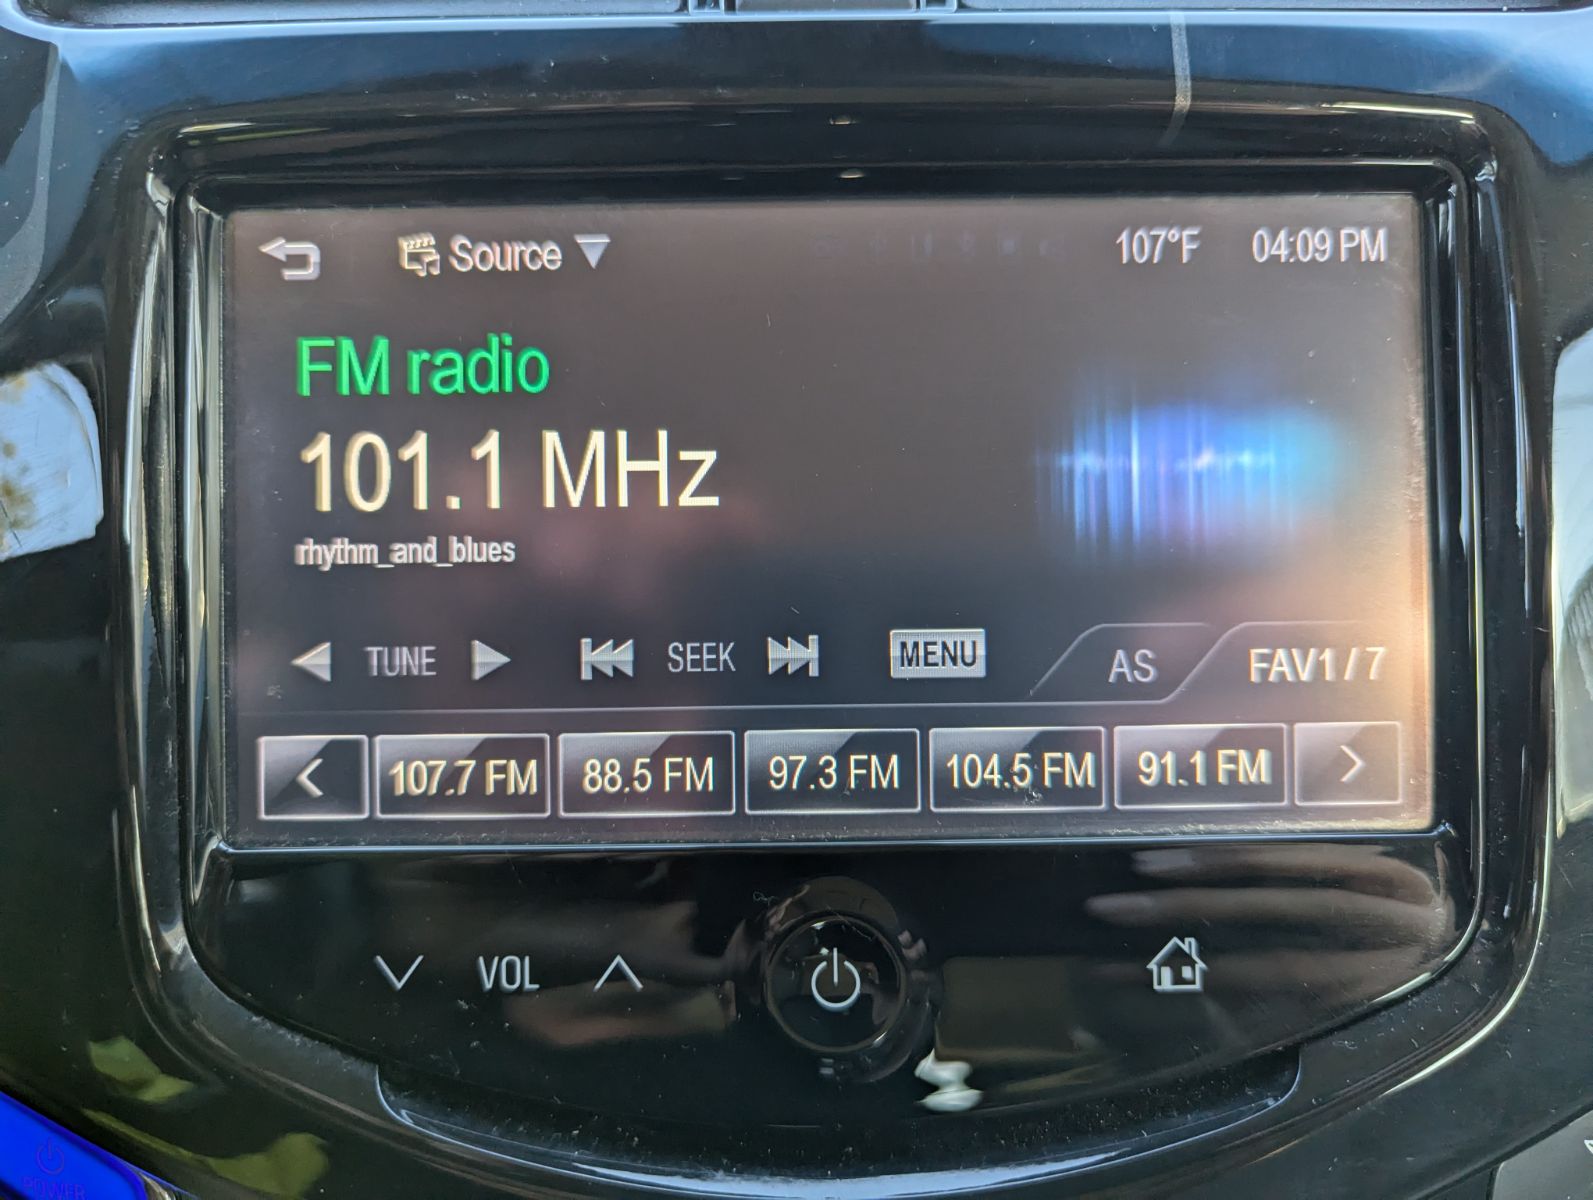 Source 107°F 04:09 PM
FM radio
101.1 MHz
rhythm_and_blues
TUNE SEEK MENU AS FAV1 / 7
107.7 FM 88.5 FM 97.3 FM 104.5 FM 91.1 FM
VOL
POWER